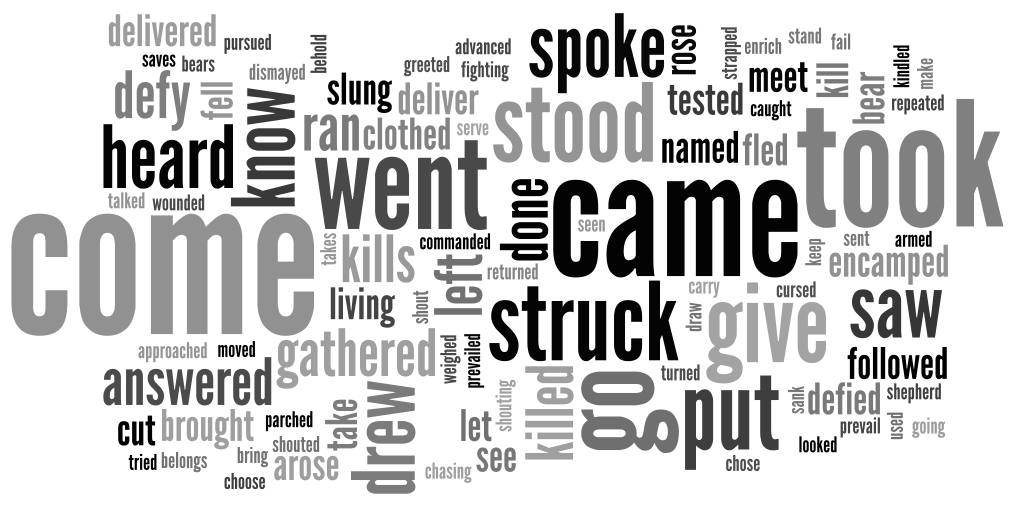 delivered
pursued
behold
advanced
spoke
rose
strapped
enrich
stand
fail
saves
bears
dismayed
greeted
fighting
meet
kill
kindled
make
defy
fell
slung
deliver
tested
caught
bear
repeated
know
ran
clothed
serve
stood
named
fled
took
heard
went
talked
wounded
done
came
seen
come
takes
kills
commanded
left
returned
keep
sent
armed
encamped
living
shout
struck
carry
draw
give
cursed
saw
approached
moved
gathered
weighed
prevailed
followed
answered
drew
take
shouting
killed
go
turned
put
sank
defied
shepherd
cut
brought
parched
let
prevail
used
going
tried
belongs
bring
shouted
arose
see
looked
choose
chasing
chose